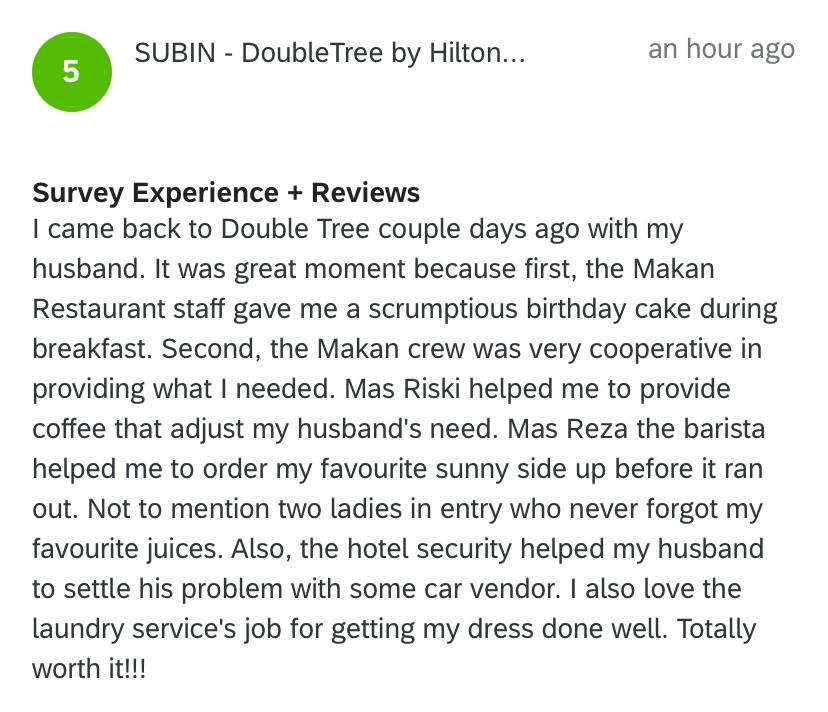 5
SUBIN - DoubleTree by Hilton...
an hour ago
Survey Experience + Reviews
I came back to Double Tree couple days ago with my
husband. It was great moment because first, the Makan
Restaurant staff gave me a scrumptious birthday cake during
breakfast. Second, the Makan crew was very cooperative in
providing what I needed. Mas Riski helped me to provide
coffee that adjust my husband's need. Mas Reza the barista
helped me to order my favourite sunny side up before it ran
out. Not to mention two ladies in entry who never forgot my
favourite juices. Also, the hotel security helped my husband
to settle his problem with some car vendor. I also love the
laundry service's job for getting my dress done well. Totally
worth it!!!